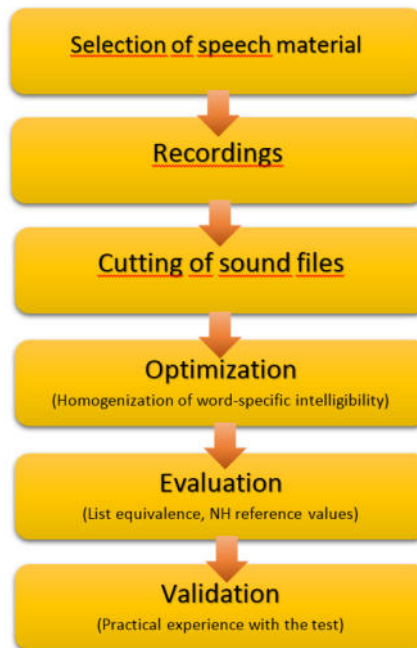 Selection of speech material
Recordings
Cutting of sound files
Optimization
(Homogenization of word-specific intelligibility)
Evaluation
(List equivalence, NH reference values)
Validation
(Practical experience with the test)